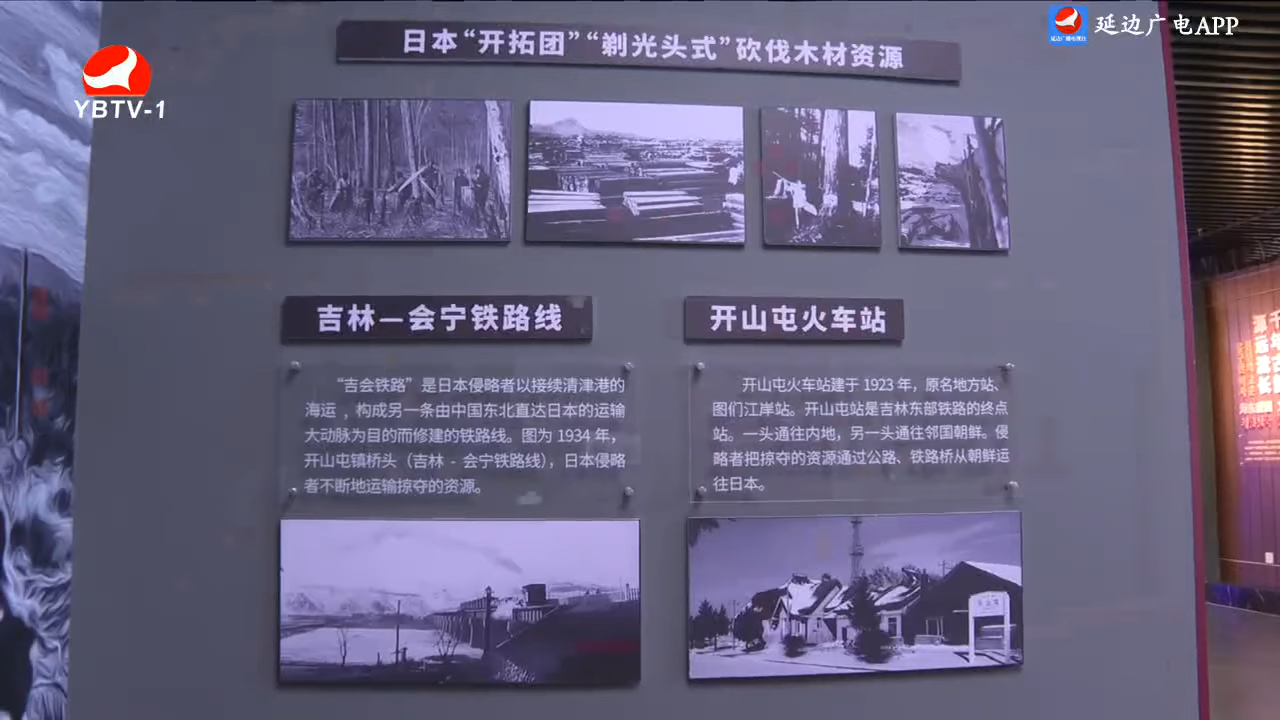 延边广电APP
YBTV-1
日本“开拓团”“剃光头式”砍伐木材资源
吉林—会宁铁路线
“吉会铁路”是日本侵略者以接续清津港的
海运，构成另一条由中国东北直达日本的运输
大动脉为目的而修建的铁路线。图为 1934 年，
开山屯镇桥头（吉林 - 会宁铁路线），日本侵略
者不断地运输掠夺的资源。
开山屯火车站
开山屯火车站建于 1923 年，原名地方站、
图们江岸站。开山屯站是吉林东部铁路的终点
站。一头通往内地，另一头通往邻国朝鲜。侵
略者把掠夺的资源通过公路、铁路桥从朝鲜运
往日本。